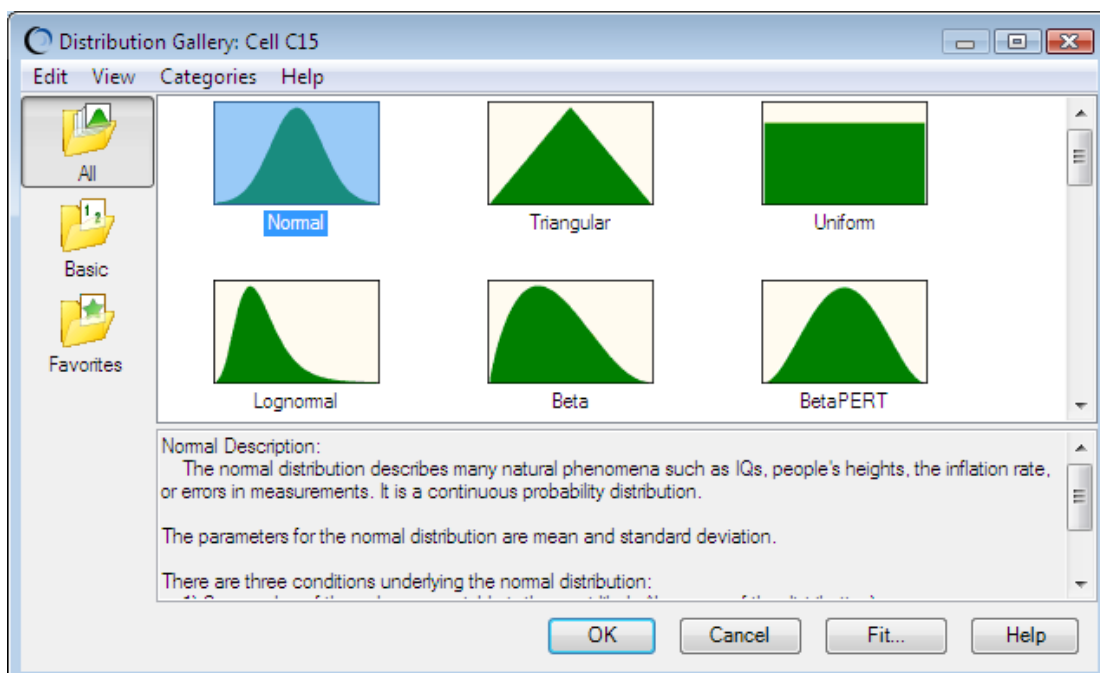 Distribution Gallery: Cell C15
Edit View Categories Help
All
Basic
Favorites
Normal
Triangular
Uniform
Lognormal
Beta
BetaPERT
Normal Description:
The normal distribution describes many natural phenomena such as IQs, people's heights, the inflation rate,
or errors in measurements. It is a continuous probability distribution.
The parameters for the normal distribution are mean and standard deviation.
There are three conditions underlying the normal distribution:
OK
Cancel
Fit...
Help